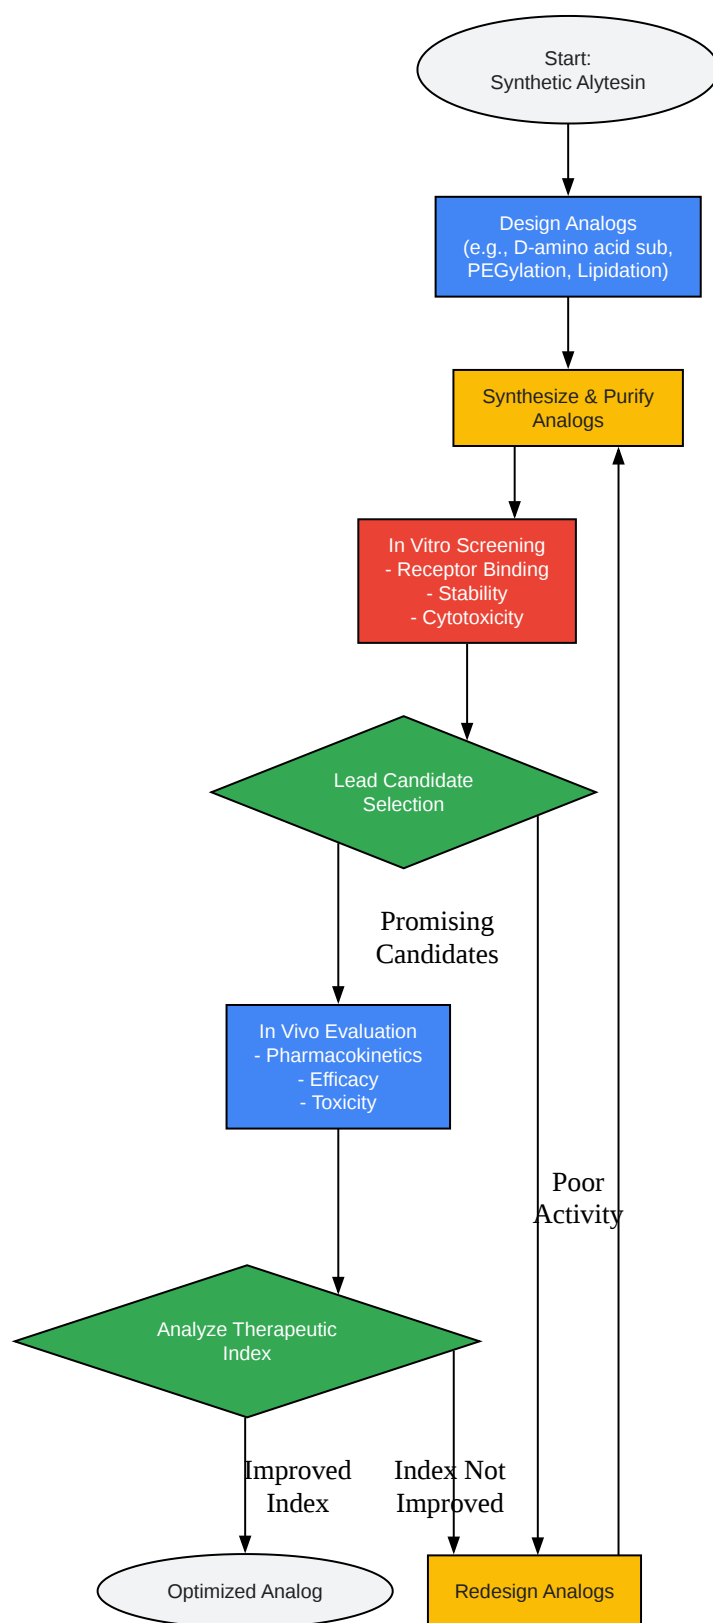 Start:
Synthetic Alytesin
Design Analogs
(e.g., D-amino acid sub,
PEGylation, Lipidation)
Synthesize & Purify
Analogs
In Vitro Screening
- Receptor Binding
- Stability
- Cytotoxicity
Lead Candidate
Selection
Promising
Candidates
In Vivo Evaluation
- Pharmacokinetics
- Efficacy
- Toxicity
Poor
Activity
Analyze Therapeutic
Index
Improved
Index
Index Not
Improved
Optimized Analog
Redesign Analogs